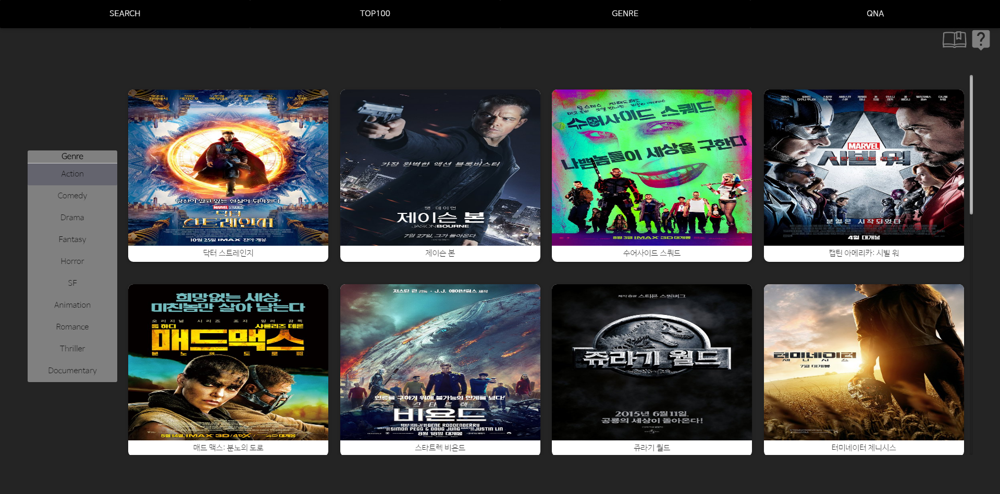 SEARCH
TOP100
GENRE
QNA
Genre
Action
Comedy
Drama
Fantasy
Horror
SF
Animation
Romance
Thriller
Documentary
당신이 알고 있는 현실이 뒤바뀐다
MARVEL STUDIOS
닥터
스트레인지
10월 25일 IMAX 진아 개봉
닥터 스트레인지
가장 완벽한 액션 블록버스터
맷 데이먼
제이슨 본
JASON BOURNE
7월 27일, 그가 돌아온다
제이슨 본
수어사이드 스쿼드
나쁜놈들이 세상을 구한다
8월 3일 IMAX 3D 대개봉
수어사이드 스쿼드
MARVEL
시빌 워
분열은 시작되었다
4월 대개봉
캡틴 아메리카: 시빌 워
희망없는 세상,
미친놈만 살아 남는다
오리지널 시리즈 조지 밀러 감독
톰 하디
샤를리즈 테론
매드맥스
분노의 도로
5월 14일, IMAX 3D / 4DX / 대개봉
매드 맥스: 분노의 도로
저스틴 린 감독 · J.J. 에이브럼스 제작
인류를 구하기 위해 불가능의 한계를 넘다!
스타트렉
비욘드
GENE RODDENBERRY
SIMON PEGG & DOUG JUNG
JUSTIN LIN
8월 18일 대개봉
스타트렉 비욘드
제작 총괄 스티븐 스필버그
쥬라기 월드
2015년 6월 11일,
공룡의 세상이 돌아온다!
쥬라기 월드
터미네이터
제니시스
7월 대개봉
터미네이터 제니시스